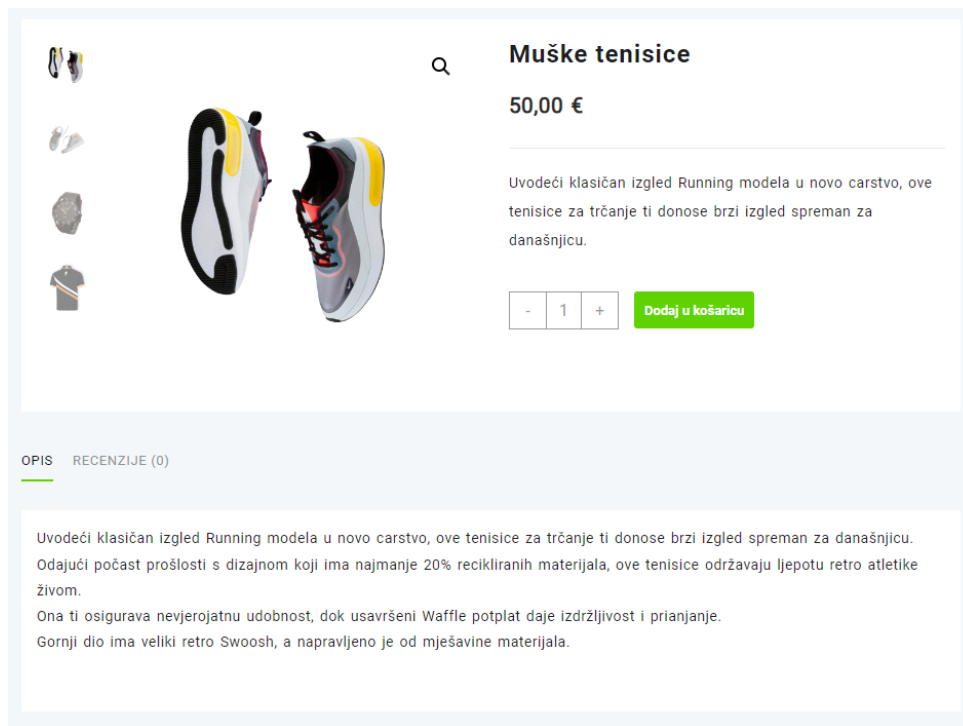 Muške tenisice
50,00 €
Uvodeći klasičan izgled Running modela u novo carstvo, ove
tenisice za trčanje ti donose brzi izgled spreman za
današnjicu.
- 1 + Dodaj u košaricu
OPIS RECENZIJE (0)
Uvodeći klasičan izgled Running modela u novo carstvo, ove tenisice za trčanje ti donose brzi izgled spreman za današnjicu.
Odajući počast prošlosti s dizajnom koji ima najmanje 20% recikliranih materijala, ove tenisice održavaju ljepotu retro atletike
živom.
Ona ti osigurava nevjerojatnu udobnost, dok usavršeni Waffle potplat daje izdržljivost i prianjanje.
Gornji dio ima veliki retro Swoosh, a napravljeno je od mješavine materijala.